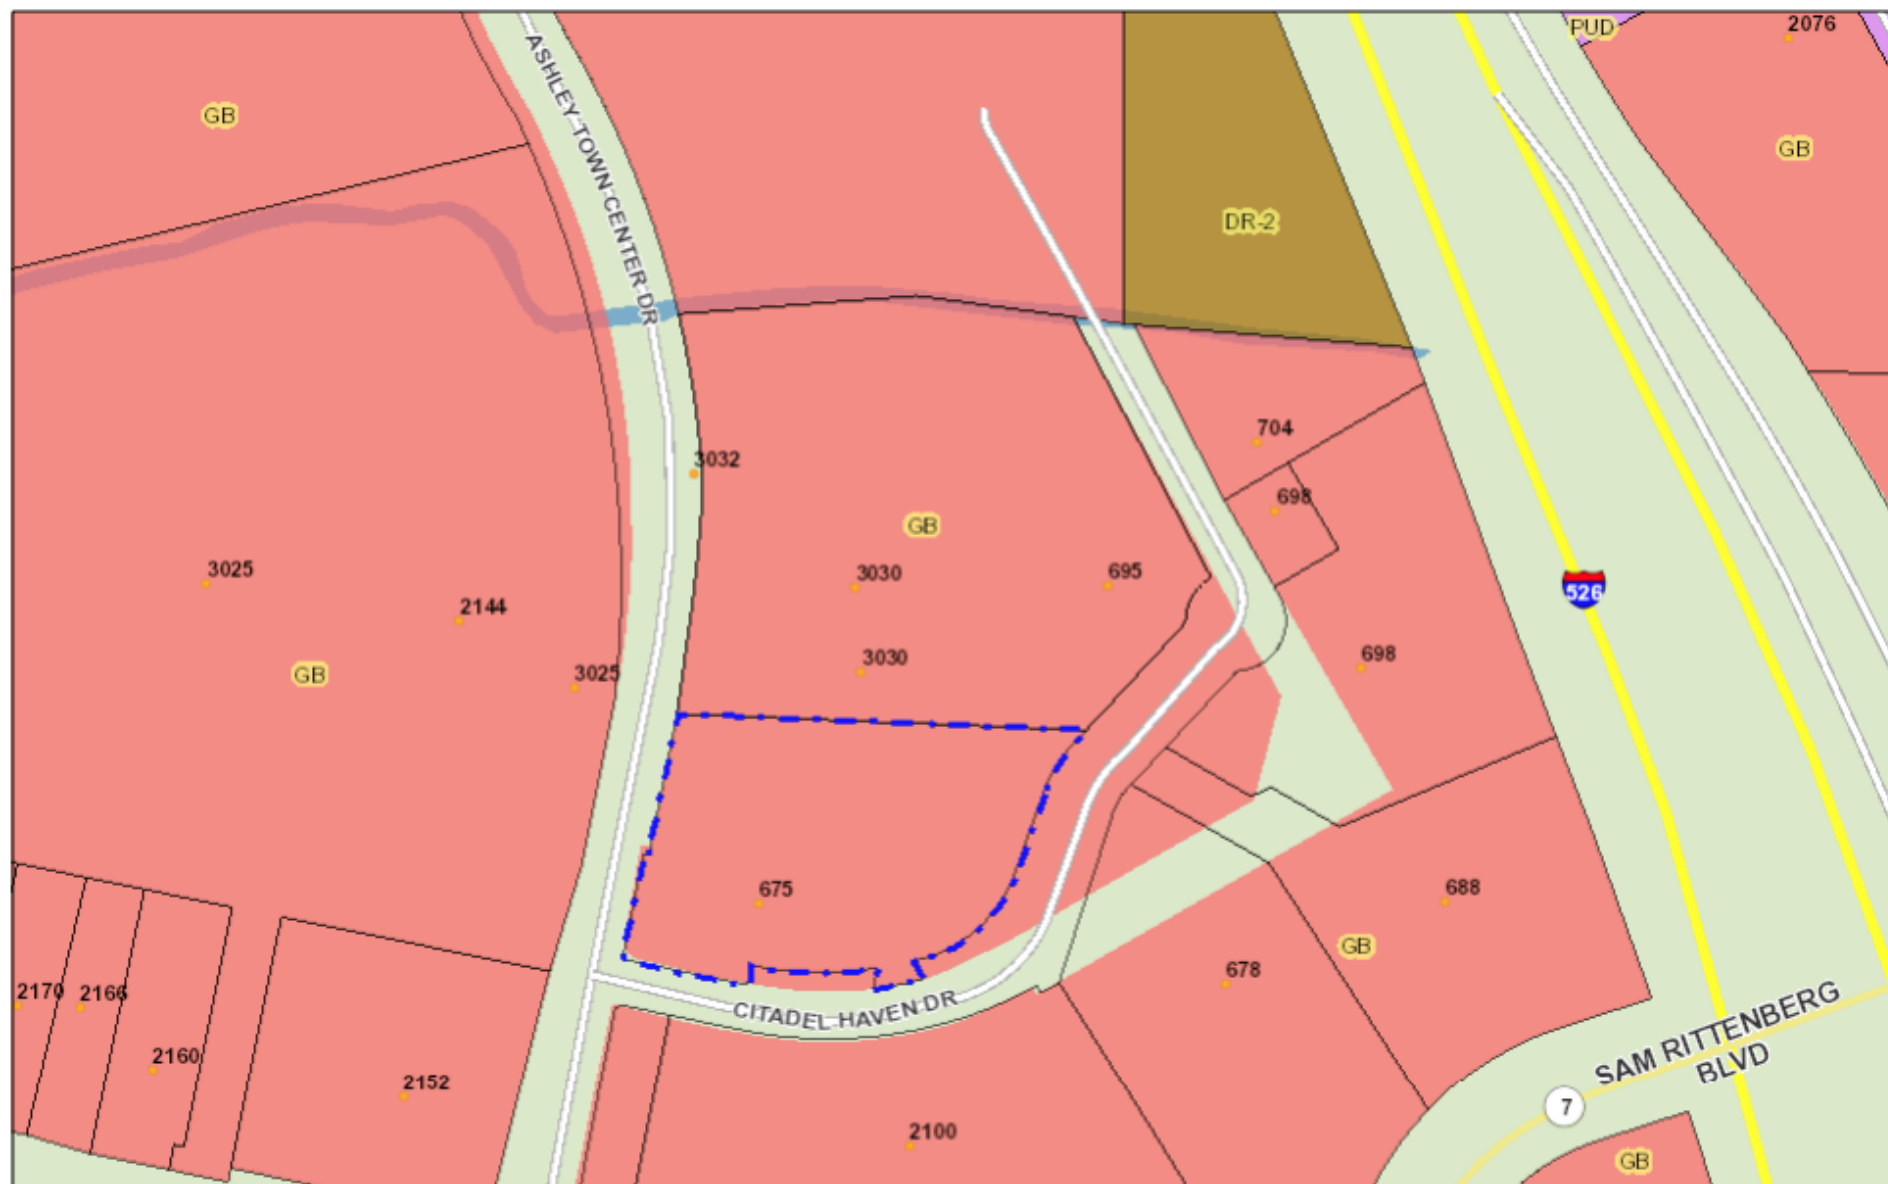 PUD
2076
GB
ASHLEY TOWN CENTER DR
GB
DR-2
704
3032
698
GB
3025
3030
695
526
2144
3030
698
GB
3025
675
688
GB
678
2170
2166
CITADEL HAVEN DR
SAM RITTENBERG
BLVD
2160
2152
7
2100
GB